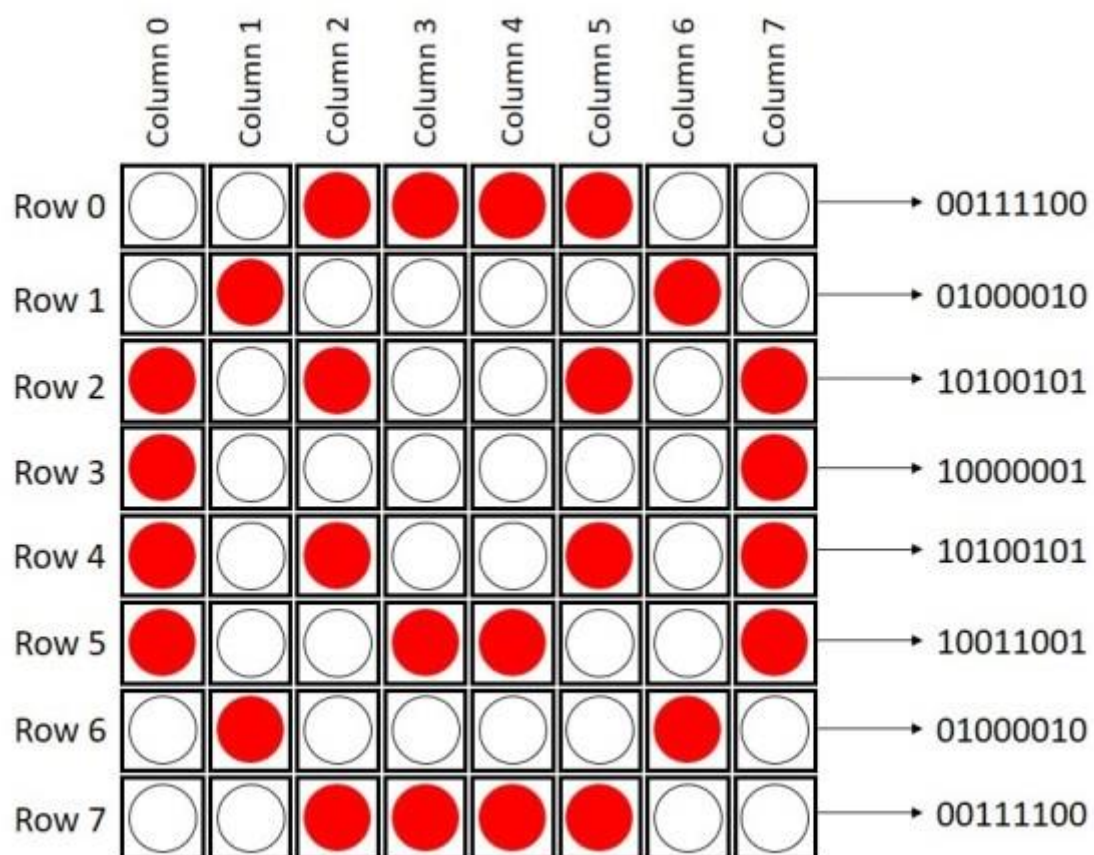 Column 0
Column 1
Column 2
Column 3
Column 4
Column 5
Column 6
Column 7
Row 0 00111100
Row 1 01000010
Row 2 10100101
Row 3 10000001
Row 4 10100101
Row 5 10011001
Row 6 01000010
Row 7 00111100